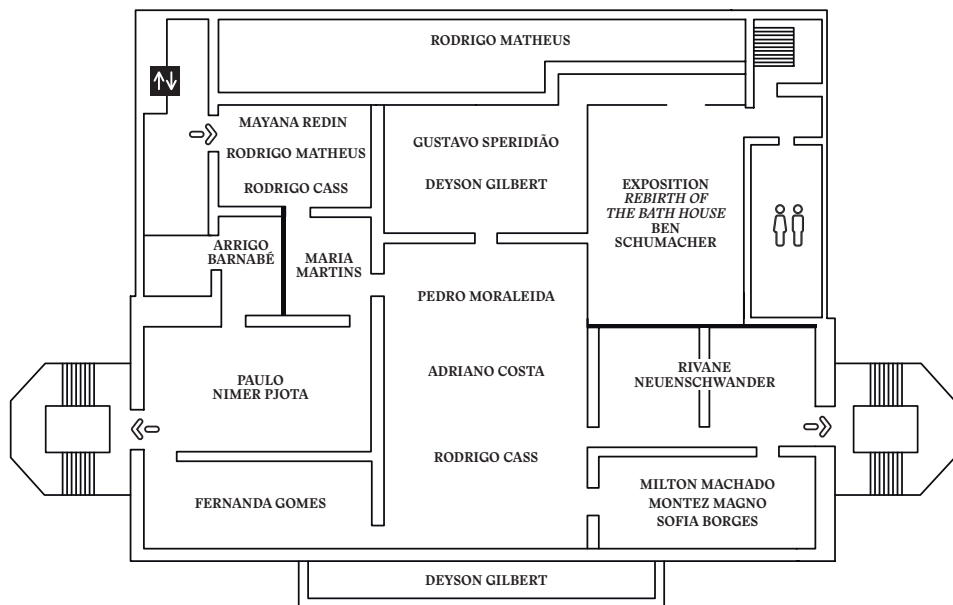 RODRIGO MATHEUS
MAYANA REDIN
RODRIGO MATHEUS
RODRIGO CASS
GUSTAVO SPERIDIÃO
DEYSON GILBERT
EXPOSITION
REBIRTH OF
THE BATH HOUSE
BEN
SCHUMACHER
ARRIGO
BARNABÉ
MARIA
MARTINS
PEDRO MORALEIDA
ADRIANO COSTA
RODRIGO CASS
PAULO
NIMER PJOTA
RIVANE
NEUENSCHWANDER
FERNANDA GOMES
MILTON MACHADO
MONTEZ MAGNO
SOFIA BORGES
DEYSON GILBERT